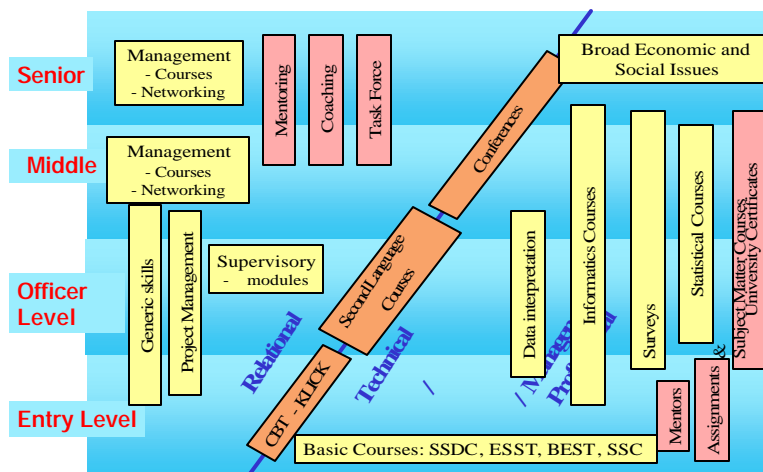 Senior
Management
- Courses
- Networking
Mentoring
Coaching
Task Force
Conferences
Broad Economic and
Social Issues
Middle
Management
- Courses
- Networking
Officer
Level
Generic skills
Project Management
Supervisory
- modules
Second Language
Courses
Data interpretation
Informatics Courses
Surveys
Statistical Courses
Subject Matter Courses
University Certificates
Relational
Technical
/
/
Entry Level
CBT - KLICK
Basic Courses: SSDC, ESST, BEST, SSC
Mentors
Assignments
&